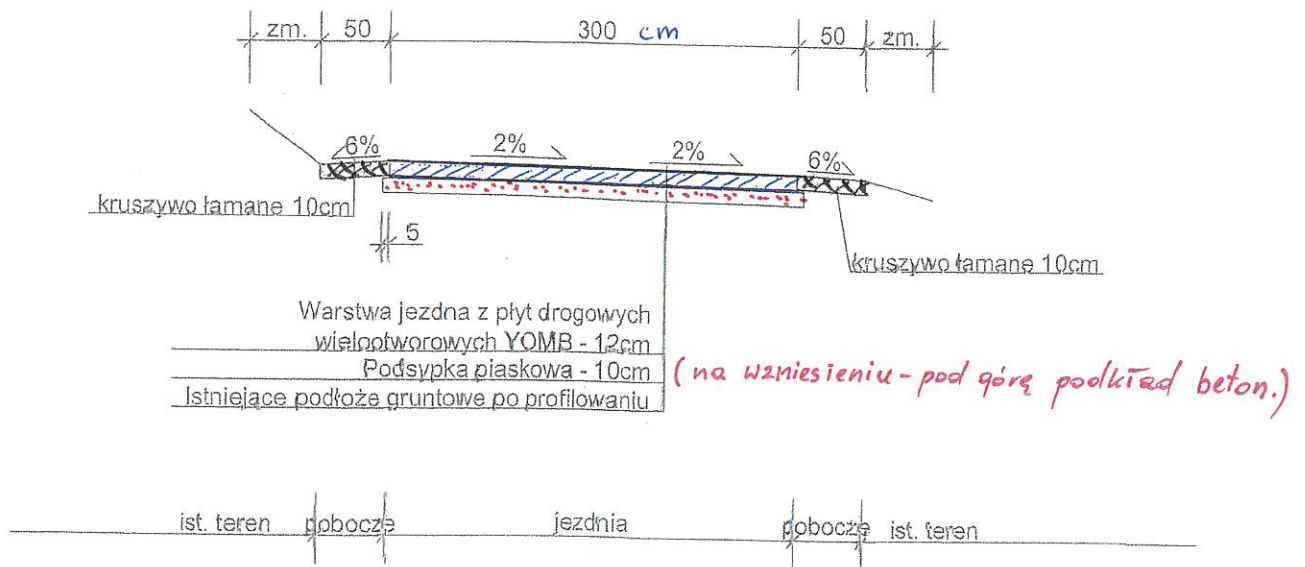 zm. 50 300 cm 50 zm.
6% 2% 2% 6%
kruszywo łamane 10cm
5
kruszywo łamane 10cm
Warstwa jezdna z płyt drogowych
wielootworowych YOMB - 12cm
Podsypka piaskowa - 10cm (na wzniesieniu - pod górę podkład beton.)
Istniejące podłoże gruntowe po profilowaniu
ist. teren pobocze jezdnia pobocze ist. teren